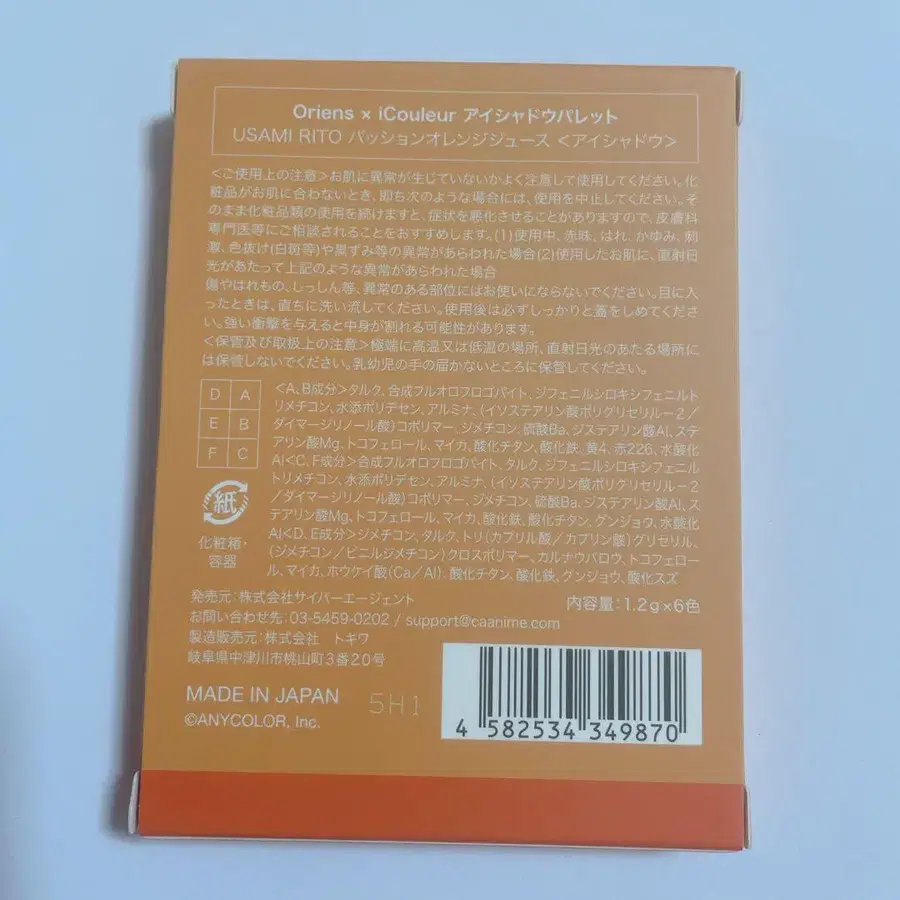 Oriens × iCouleur アイシャドウパレット
USAMI RITO パッションオレンジジュース <アイシャドウ>
<ご使用上の注意>お肌に異常が生じていないかよく注意して使用してください。化
粧品がお肌に合わないとき、即ち次のような場合には、使用を中止してください。そ
のまま化粧品類の使用を続けますと、症状を悪化させることがありますので、皮膚科
専門医等にご相談されることをおすすめします。(1)使用中、赤味、はれ、かゆみ、刺
激、色抜け(白斑等)や黒ずみ等の異常があらわれた場合(2)使用したお肌に、直射日
光があたって上記のような異常があらわれた場合
傷やはれもの、しっしん等、異常のある部位にはお使いにならないでください。目に入
ったときは、直ちに洗い流してください。使用後は必ずしっかりと蓋をしめてくださ
い。強い衝撃を与えると中身が割れる可能性があります。
<保管及び取扱上の注意>極端に高温又は低温の場所、直射日光のあたる場所に
は保管しないでください。乳幼児の手の届かないところに保管してください。
D A
E B
F C
<A、B成分>タルク、合成フルオロフロゴパイト、ジフェニルシロキシフェニルト
リメチコン、水添ポリデセン、アルミナ、(イソステアリン酸ポリグリセリル-2/
ダイマージリノール酸)コポリマー、ジメチコン、硫酸Ba、ジステアリン酸Al、ステ
アリン酸Mg、トコフェロール、マイカ、酸化チタン、酸化鉄、黄4、赤226、水酸化
Al<C、F成分>合成フルオロフロゴパイト、タルク、ジフェニルシロキシフェニル
トリメチコン、水添ポリデセン、アルミナ、(イソステアリン酸ポリグリセリル-2
/ダイマージリノール酸)コポリマー、ジメチコン、硫酸Ba、ジステアリン酸Al、ス
テアリン酸Mg、トコフェロール、マイカ、酸化鉄、酸化チタン、グンジョウ、水酸化
Al<D、E成分>ジメチコン、タルク、トリ(カプリル酸/カプリン酸)グリセリル、
(ジメチコン/ビニルジメチコン)クロスポリマー、カルナウバロウ、トコフェロー
ル、マイカ、ホウケイ酸(Ca/Al)、酸化チタン、酸化鉄、グンジョウ、酸化スズ
紙
化粧箱・
容器
発売元:株式会社サイバーエージェント
内容量:1.2g×6色
お問い合わせ先:03-5459-0202 / support@caanime.com
製造販売元:株式会社 トキワ
岐阜県中津川市桃山町3番20号
MADE IN JAPAN
5H1
©ANYCOLOR, Inc.
4 582534 349870